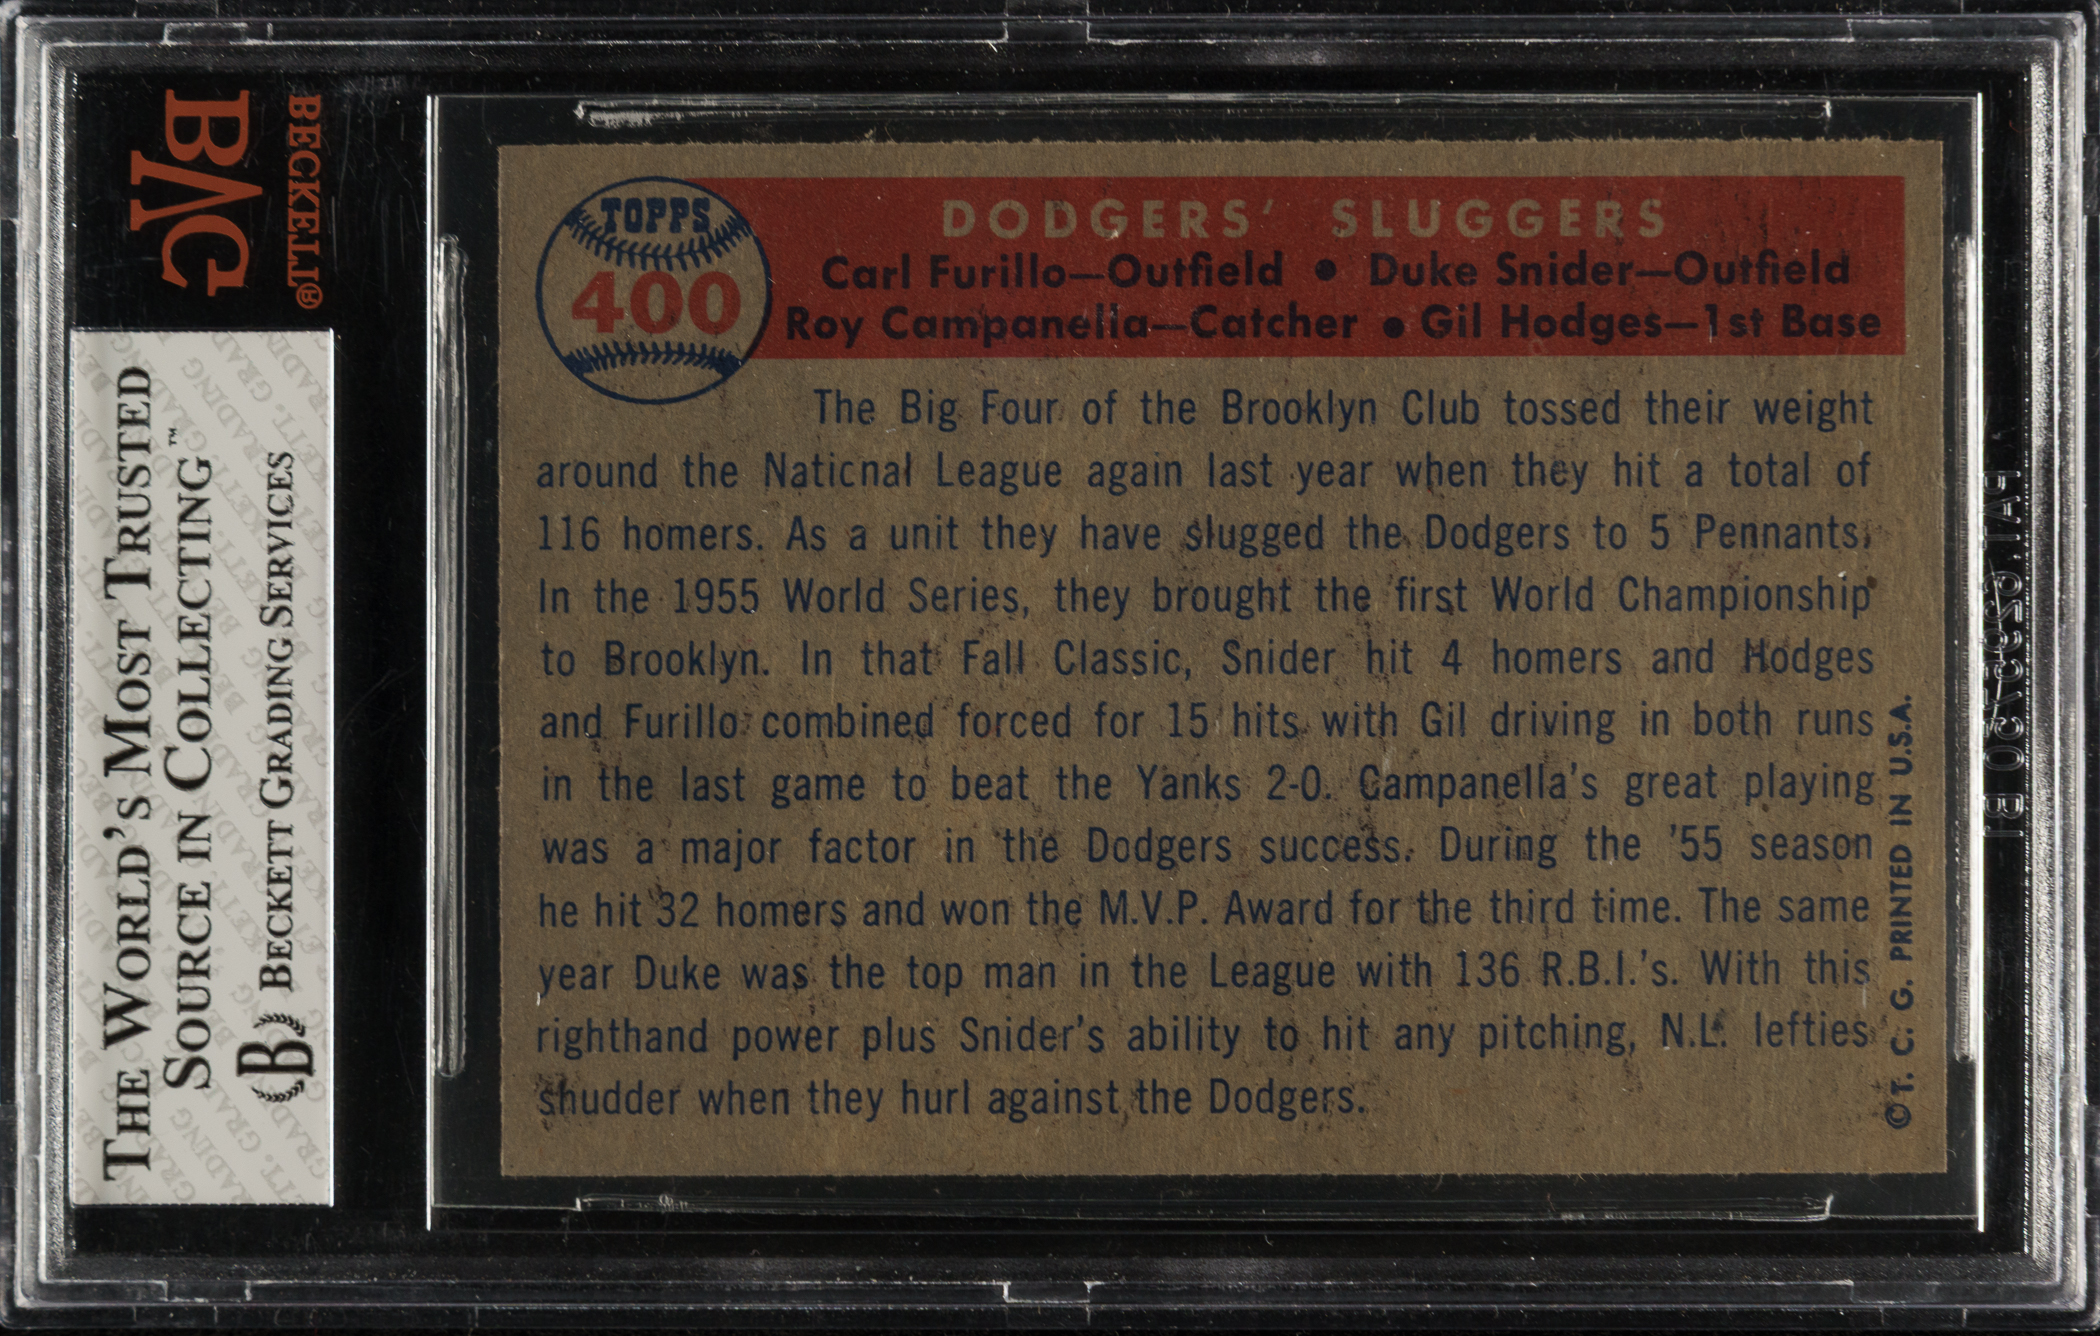 BVG
BECKETT®
THE WORLD'S MOST TRUSTED
SOURCE IN COLLECTING™
B BECKETT GRADING SERVICES
TOPPS
400
DODGERS' SLUGGERS
Carl Furillo—Outfield • Duke Snider—Outfield
Roy Campanella—Catcher • Gil Hodges—1st Base
The Big Four of the Brooklyn Club tossed their weight
around the National League again last year when they hit a total of
116 homers. As a unit they have slugged the Dodgers to 5 Pennants.
In the 1955 World Series, they brought the first World Championship
to Brooklyn. In that Fall Classic, Snider hit 4 homers and Hodges
and Furillo combined forced for 15 hits with Gil driving in both runs
in the last game to beat the Yanks 2-0. Campanella's great playing
was a major factor in the Dodgers success. During the '55 season
he hit 32 homers and won the M.V.P. Award for the third time. The same
year Duke was the top man in the League with 136 R.B.I.'s. With this
righthand power plus Snider's ability to hit any pitching, N.L. lefties
shudder when they hurl against the Dodgers.
©T. C. G. PRINTED IN U.S.A.